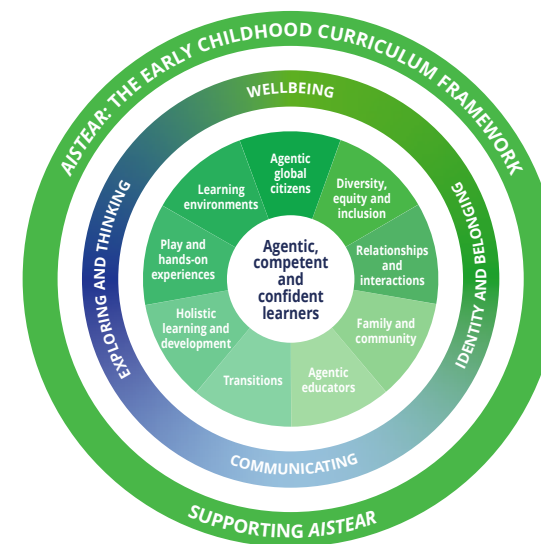 AISTEAR: THE EARLY CHILDHOOD CURRICULUM FRAMEWORK
WELLBEING
IDENTITY AND BELONGING
COMMUNICATING
EXPLORING AND THINKING
Agentic
global
citizens
Diversity,
equity and
inclusion
Relationships
and
interactions
Family and
community
Agentic
educators
Transitions
Holistic
learning and
development
Play and
hands-on
experiences
Learning
environments
Agentic,
competent
and
confident
learners
SUPPORTING AISTEAR